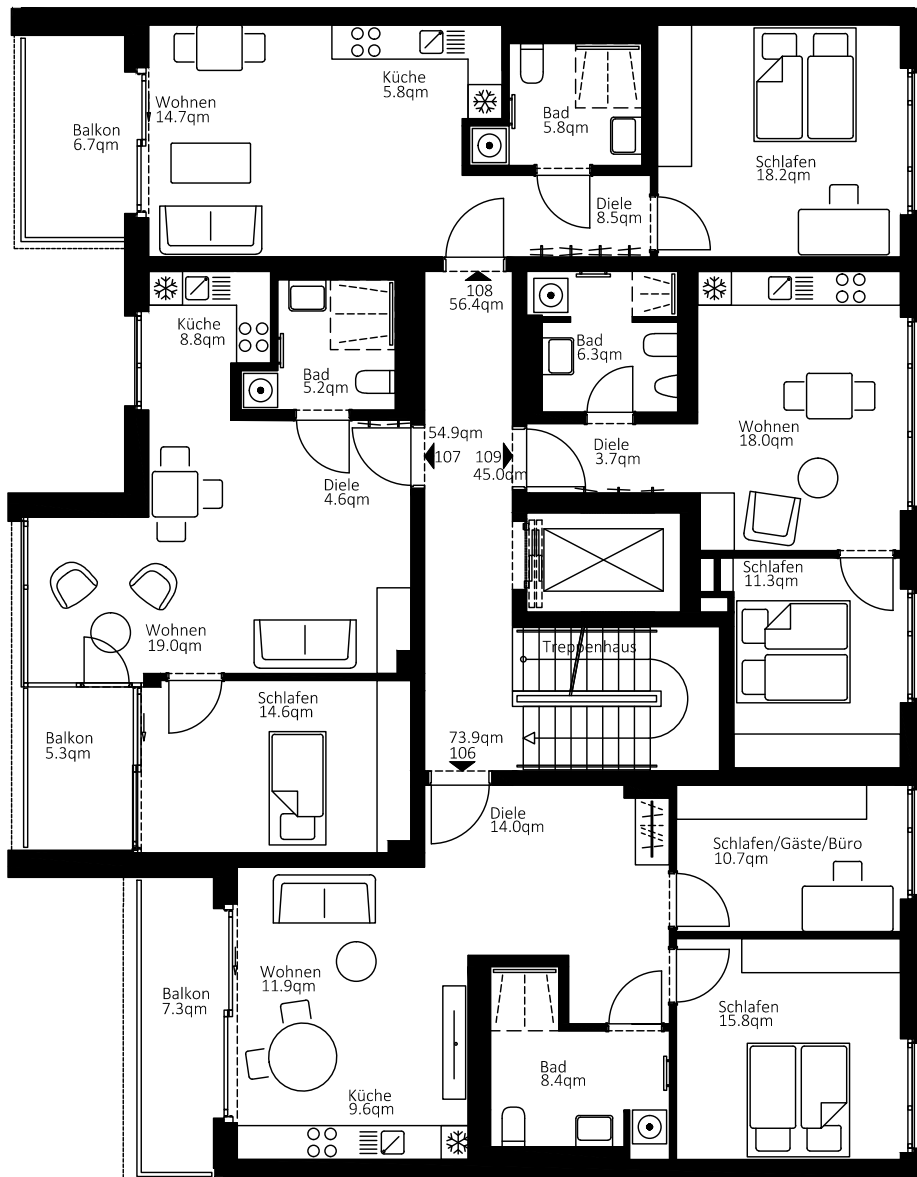 Küche
5.8qm
Wohnen
14.7qm
Balkon
6.7qm
Bad
5.8qm
Schlafen
18.2qm
Diele
8.5qm
108
56.4qm
Küche
8.8qm
Bad
5.2qm
Bad
6.3qm
Wohnen
18.0qm
54.9qm
107
109
45.0qm
Diele
3.7qm
Diele
4.6qm
Schlafen
11.3qm
Wohnen
19.0qm
Treppenhaus
Schlafen
14.6qm
Balkon
5.3qm
73.9qm
106
Diele
14.0qm
Schlafen/Gäste/Büro
10.7qm
Wohnen
11.9qm
Balkon
7.3qm
Schlafen
15.8qm
Bad
8.4qm
Küche
9.6qm